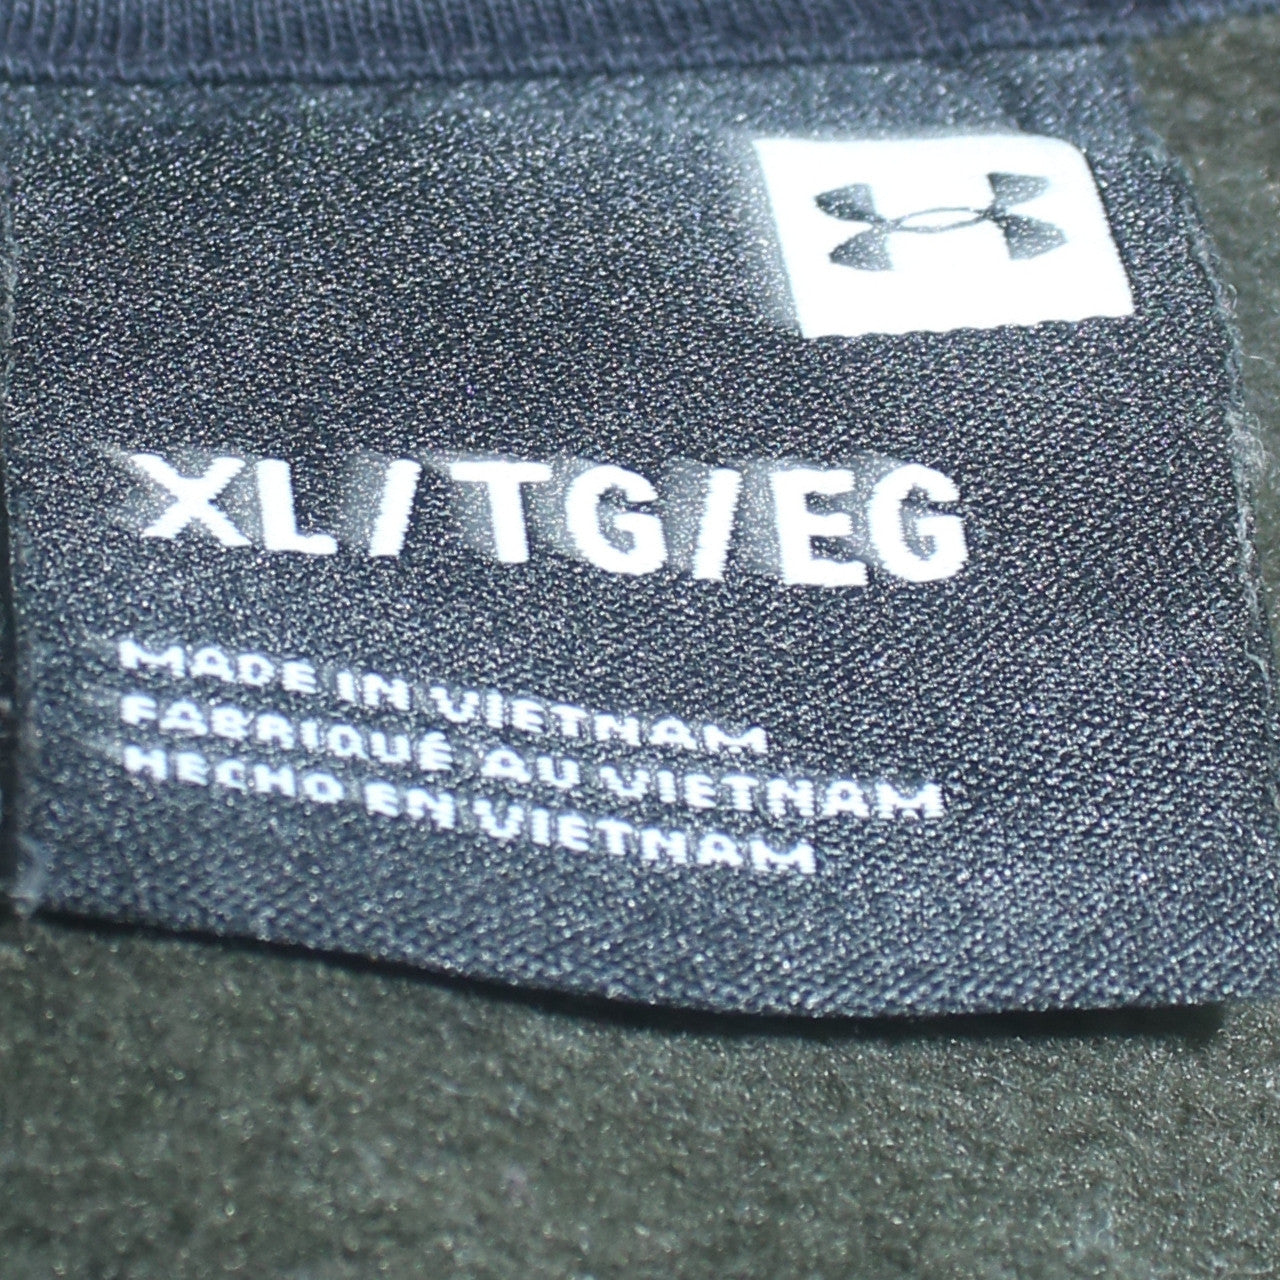 XL/TG/EG
MADE IN VIETNAM
FABRIQUÉ AU VIETNAM
HECHO EN VIETNAM